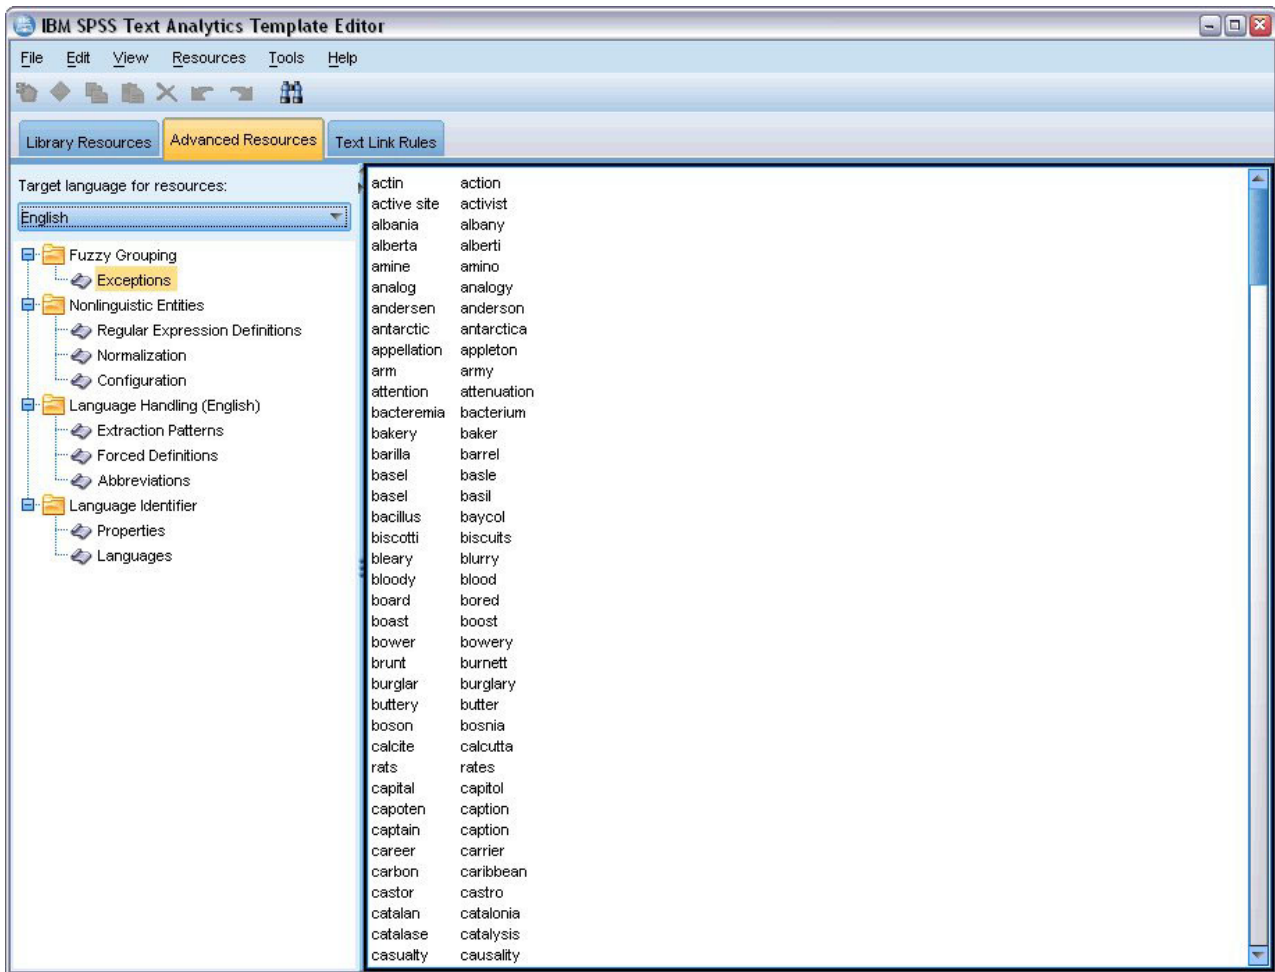 IBM SPSS Text Analytics Template Editor
File Edit View Resources Tools Help
Library Resources Advanced Resources Text Link Rules
Target language for resources:
English
Fuzzy Grouping
Exceptions
Nonlinguistic Entities
Regular Expression Definitions
Normalization
Configuration
Language Handling (English)
Extraction Patterns
Forced Definitions
Abbreviations
Language Identifier
Properties
Languages
actin action
active site activist
albania albany
alberta alberti
amine amino
analog analogy
andersen anderson
antarctic antarctica
appellation appleton
arm army
attention attenuation
bacteremia bacterium
bakery baker
barilla barrel
basel basle
basel basil
bacillus baycol
biscotti biscuits
bleary blurry
bloody blood
board bored
boast boost
bower bowery
brunt burnett
burglar burglary
buttery butter
boson bosnia
calcite calcutta
rats rates
capital capitol
capoten caption
captain caption
career carrier
carbon caribbean
castor castro
catalan catalonia
catalase catalysis
casualty causality